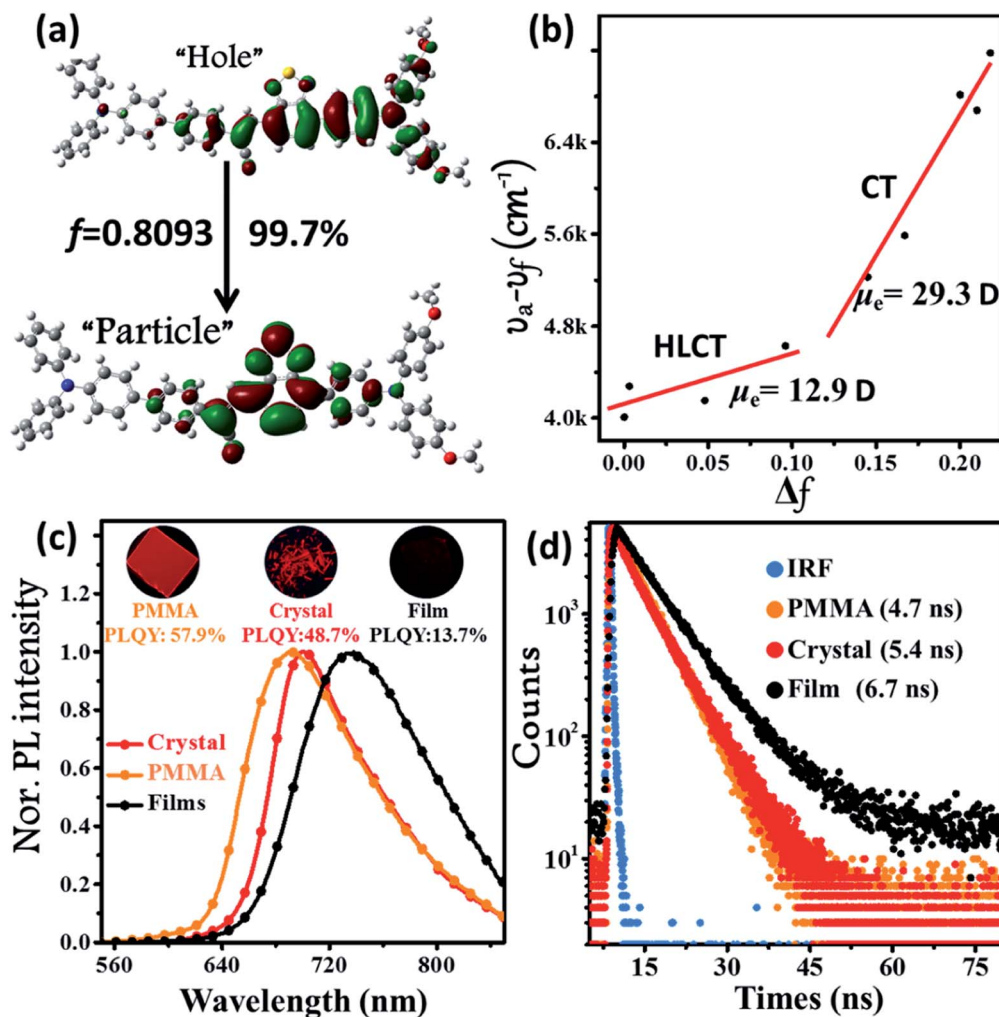 (a)
“Hole”
f=0.8093 99.7%
“Particle”
(b)
υa-υf (cm⁻¹)
6.4k
5.6k
4.8k
4.0k
CT
μe= 29.3 D
HLCT
μe= 12.9 D
0.00 0.05 0.10 0.15 0.20
Δf
(c)
Nor. PL intensity
1.2
1.0
0.8
0.6
0.4
0.2
0.0
PMMA Crystal Film
PLQY: 57.9% PLQY:48.7% PLQY:13.7%
Crystal
PMMA
Films
560 640 720 800
Wavelength (nm)
(d)
Counts
10³
10²
10¹
IRF
PMMA (4.7 ns)
Crystal (5.4 ns)
Film (6.7 ns)
15 30 45 60 75
Times (ns)